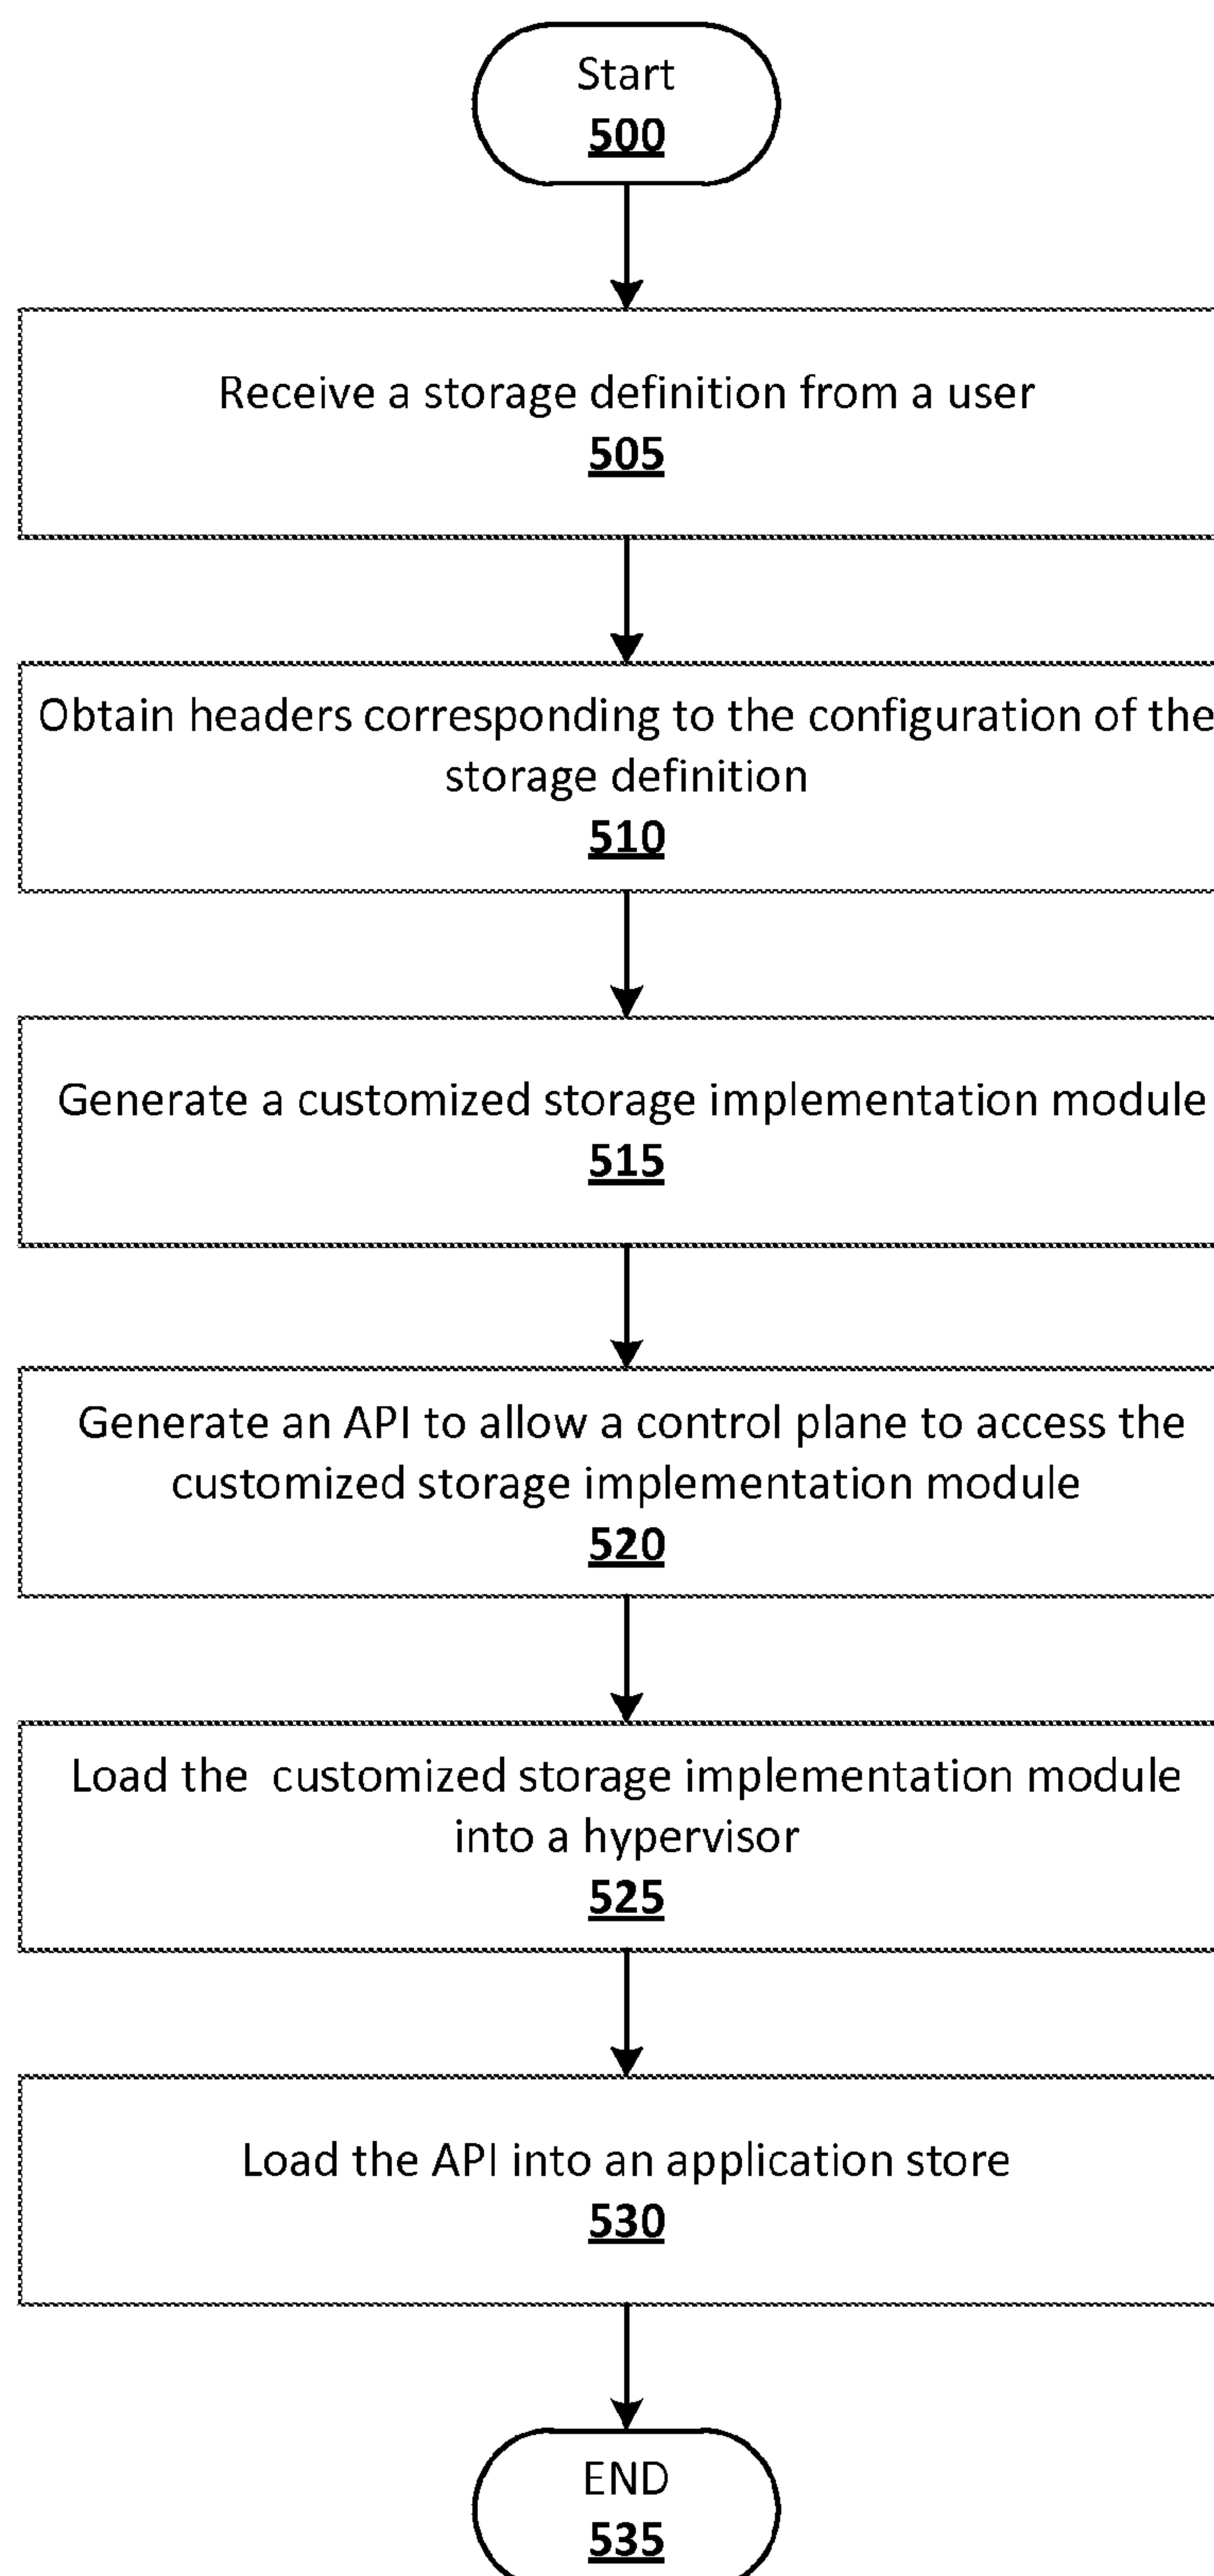 Start
500
Receive a storage definition from a user
505
Obtain headers corresponding to the configuration of the
storage definition
510
Generate a customized storage implementation module
515
Generate an API to allow a control plane to access the
customized storage implementation module
520
Load the customized storage implementation module
into a hypervisor
525
Load the API into an application store
530
END
535